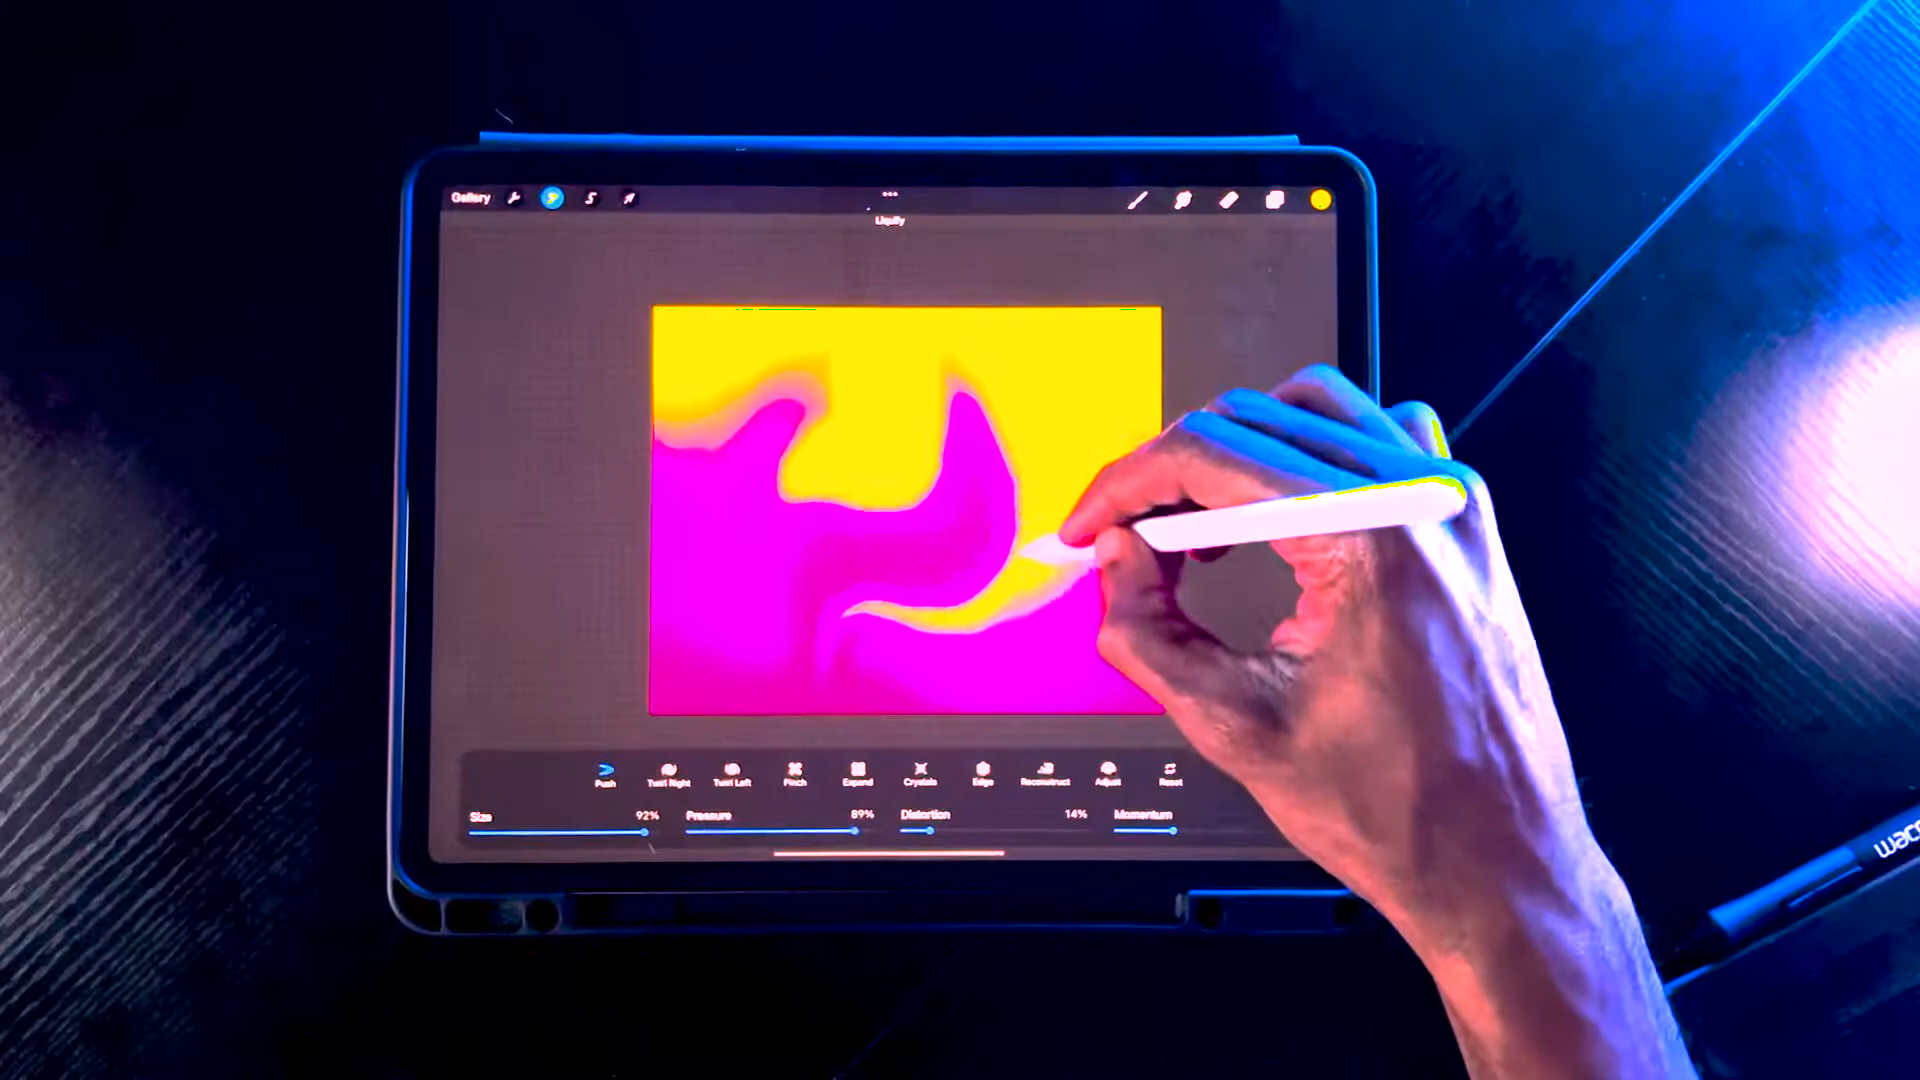 Gallery
Liquify
Push Twirl Right Twirl Left Pinch Expand Crystals Edge Reconstruct Adjust Reset
Size 92% Pressure 89% Distortion 14% Momentum